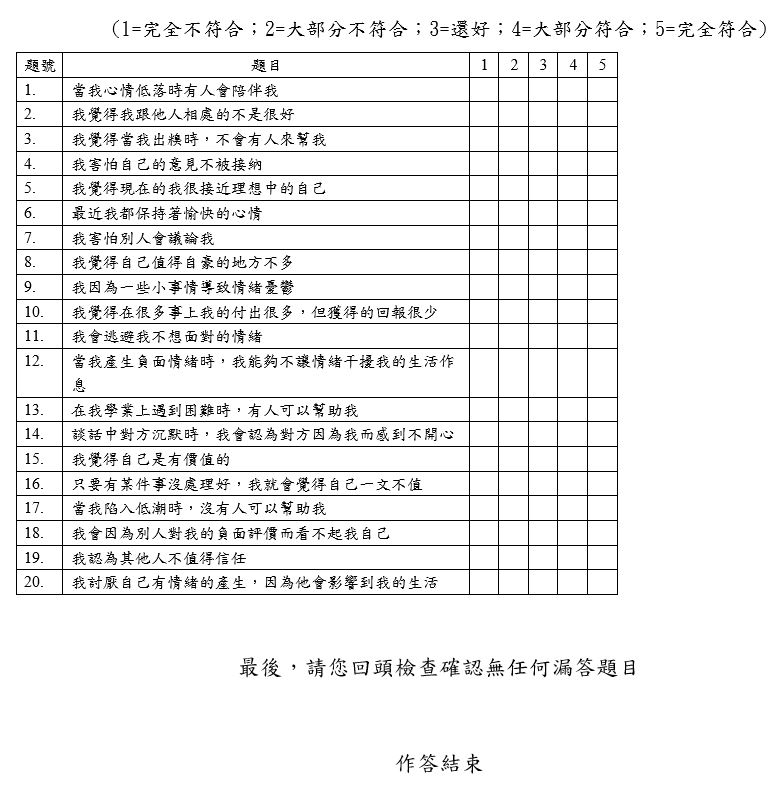 (1=完全不符合；2=大部分不符合；3=還好；4=大部分符合；5=完全符合)
題號 題目 1 2 3 4 5
1. 當我心情低落時有人會陪伴我
2. 我覺得我跟他人相處的不是很好
3. 我覺得當我出糗時，不會有人來幫我
4. 我害怕自己的意見不被接納
5. 我覺得現在的我很接近理想中的自己
6. 最近我都保持著愉快的心情
7. 我害怕別人會議論我
8. 我覺得自己值得自豪的地方不多
9. 我因為一些小事情導致情緒憂鬱
10. 我覺得在很多事上我的付出很多，但獲得的回報很少
11. 我會逃避我不想面對的情緒
12. 當我產生負面情緒時，我能夠不讓情緒干擾我的生活作
息
13. 在我學業上遇到困難時，有人可以幫助我
14. 談話中對方沉默時，我會認為對方因為我而感到不開心
15. 我覺得自己是有價值的
16. 只要有某件事沒處理好，我就會覺得自己一文不值
17. 當我陷入低潮時，沒有人可以幫助我
18. 我會因為別人對我的負面評價而看不起我自己
19. 我認為其他人不值得信任
20. 我討厭自己有情緒的產生，因為他會影響到我的生活
最後，請您回頭檢查確認無任何漏答題目
作答結束